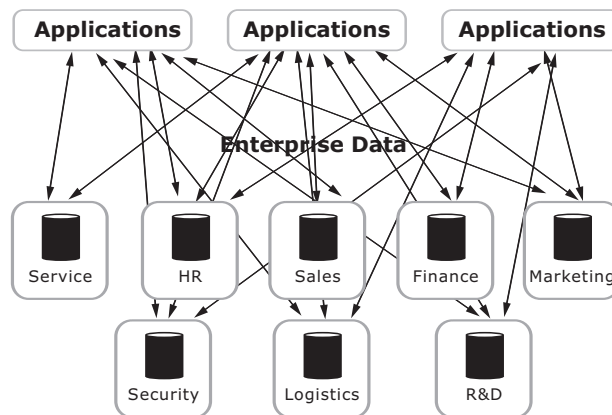 Applications Applications Applications
Enterprise Data
Service HR Sales Finance Marketing
Security Logistics R&D